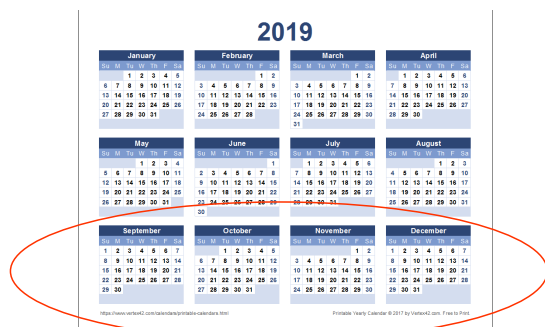 2019
January February March April
Su M Tu W Th F Sa Su M Tu W Th F Sa Su M Tu W Th F Sa Su M Tu W Th F Sa
1 2 3 4 5 1 2 1 2 1 2 3 4 5 6
6 7 8 9 10 11 12 3 4 5 6 7 8 9 3 4 5 6 7 8 9 7 8 9 10 11 12 13
13 14 15 16 17 18 19 10 11 12 13 14 15 16 10 11 12 13 14 15 16 14 15 16 17 18 19 20
20 21 22 23 24 25 26 17 18 19 20 21 22 23 17 18 19 20 21 22 23 21 22 23 24 25 26 27
27 28 29 30 31 24 25 26 27 28 24 25 26 27 28 29 30 28 29 30
31
May June July August
Su M Tu W Th F Sa Su M Tu W Th F Sa Su M Tu W Th F Sa Su M Tu W Th F Sa
1 2 3 4 1 1 2 3 4 5 6 1 2 3
5 6 7 8 9 10 11 2 3 4 5 6 7 8 7 8 9 10 11 12 13 4 5 6 7 8 9 10
12 13 14 15 16 17 18 9 10 11 12 13 14 15 14 15 16 17 18 19 20 11 12 13 14 15 16 17
19 20 21 22 23 24 25 16 17 18 19 20 21 22 21 22 23 24 25 26 27 18 19 20 21 22 23 24
26 27 28 29 30 31 23 24 25 26 27 28 29 28 29 30 31 25 26 27 28 29 30 31
30
September October November December
Su M Tu W Th F Sa Su M Tu W Th F Sa Su M Tu W Th F Sa Su M Tu W Th F Sa
1 2 3 4 5 6 7 1 2 3 4 5 1 2 1 2 3 4 5 6 7
8 9 10 11 12 13 14 6 7 8 9 10 11 12 3 4 5 6 7 8 9 8 9 10 11 12 13 14
15 16 17 18 19 20 21 13 14 15 16 17 18 19 10 11 12 13 14 15 16 15 16 17 18 19 20 21
22 23 24 25 26 27 28 20 21 22 23 24 25 26 17 18 19 20 21 22 23 22 23 24 25 26 27 28
29 30 27 28 29 30 31 24 25 26 27 28 29 30 29 30 31
https://www.vertex42.com/calendars/printable-calendars.html Printable Yearly Calendar © 2017 by Vertex42.com. Free to Print